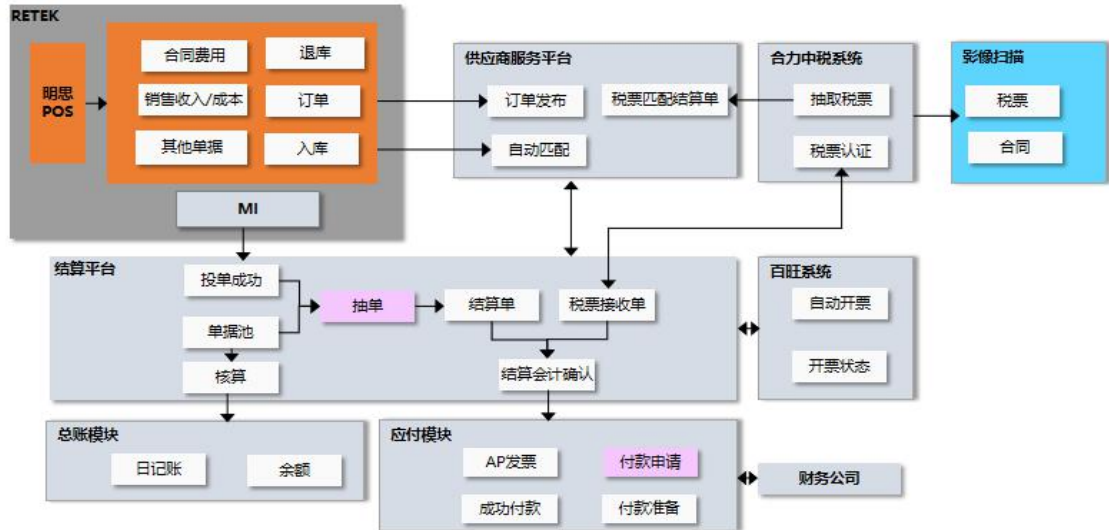 RETEK
明思
POS
合同费用
退库
销售收入/成本
订单
其他单据
入库
MI
供应商服务平台
订单发布
税票匹配结算单
自动匹配
合力中税系统
抽取税票
税票认证
影像扫描
税票
合同
结算平台
投单成功
抽单
结算单
税票接收单
单据池
核算
结算会计确认
百旺系统
自动开票
开票状态
总账模块
日记账
余额
应付模块
AP发票
付款申请
成功付款
付款准备
财务公司